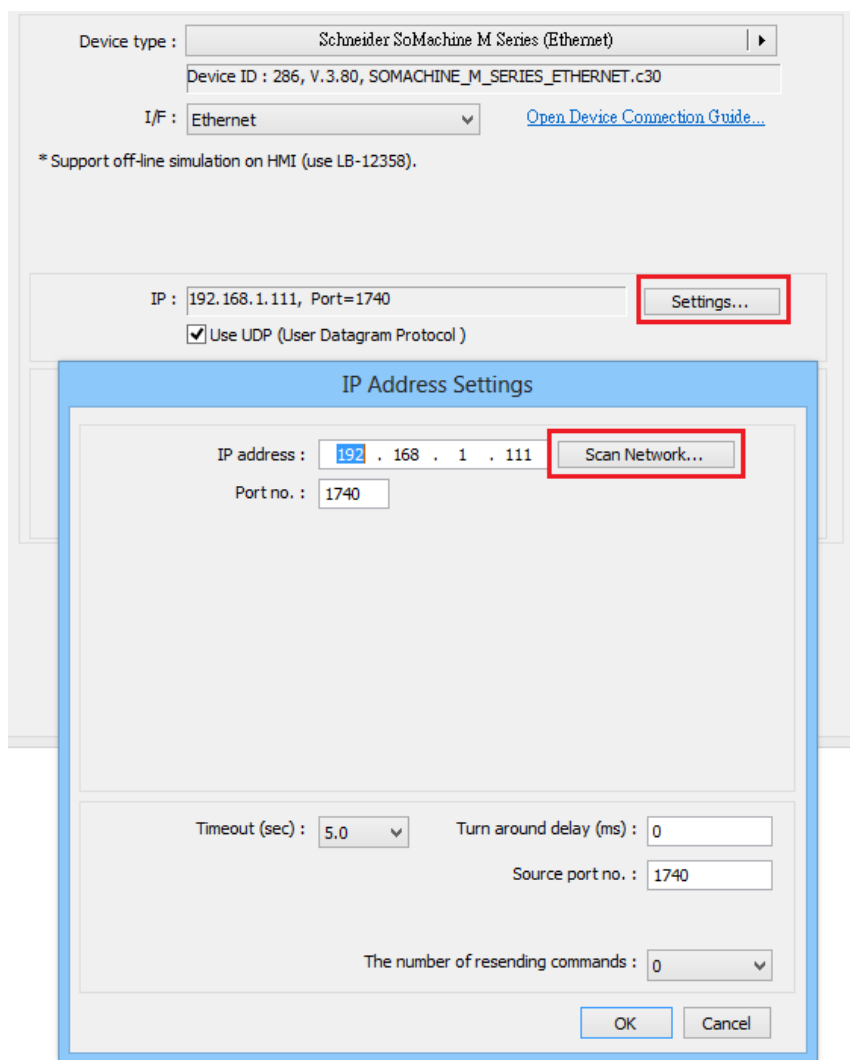 Device type : Schneider SoMachine M Series (Ethernet)
Device ID : 286, V.3.80, SOMACHINE_M_SERIES_ETHERNET.c30
I/F : Ethernet Open Device Connection Guide...
* Support off-line simulation on HMI (use LB-12358).
IP : 192.168.1.111, Port=1740 Settings...
Use UDP (User Datagram Protocol )
IP Address Settings
IP address : 192 . 168 . 1 . 111 Scan Network...
Port no. : 1740
Timeout (sec) : 5.0 Turn around delay (ms) : 0
Source port no. : 1740
The number of resending commands : 0
OK Cancel